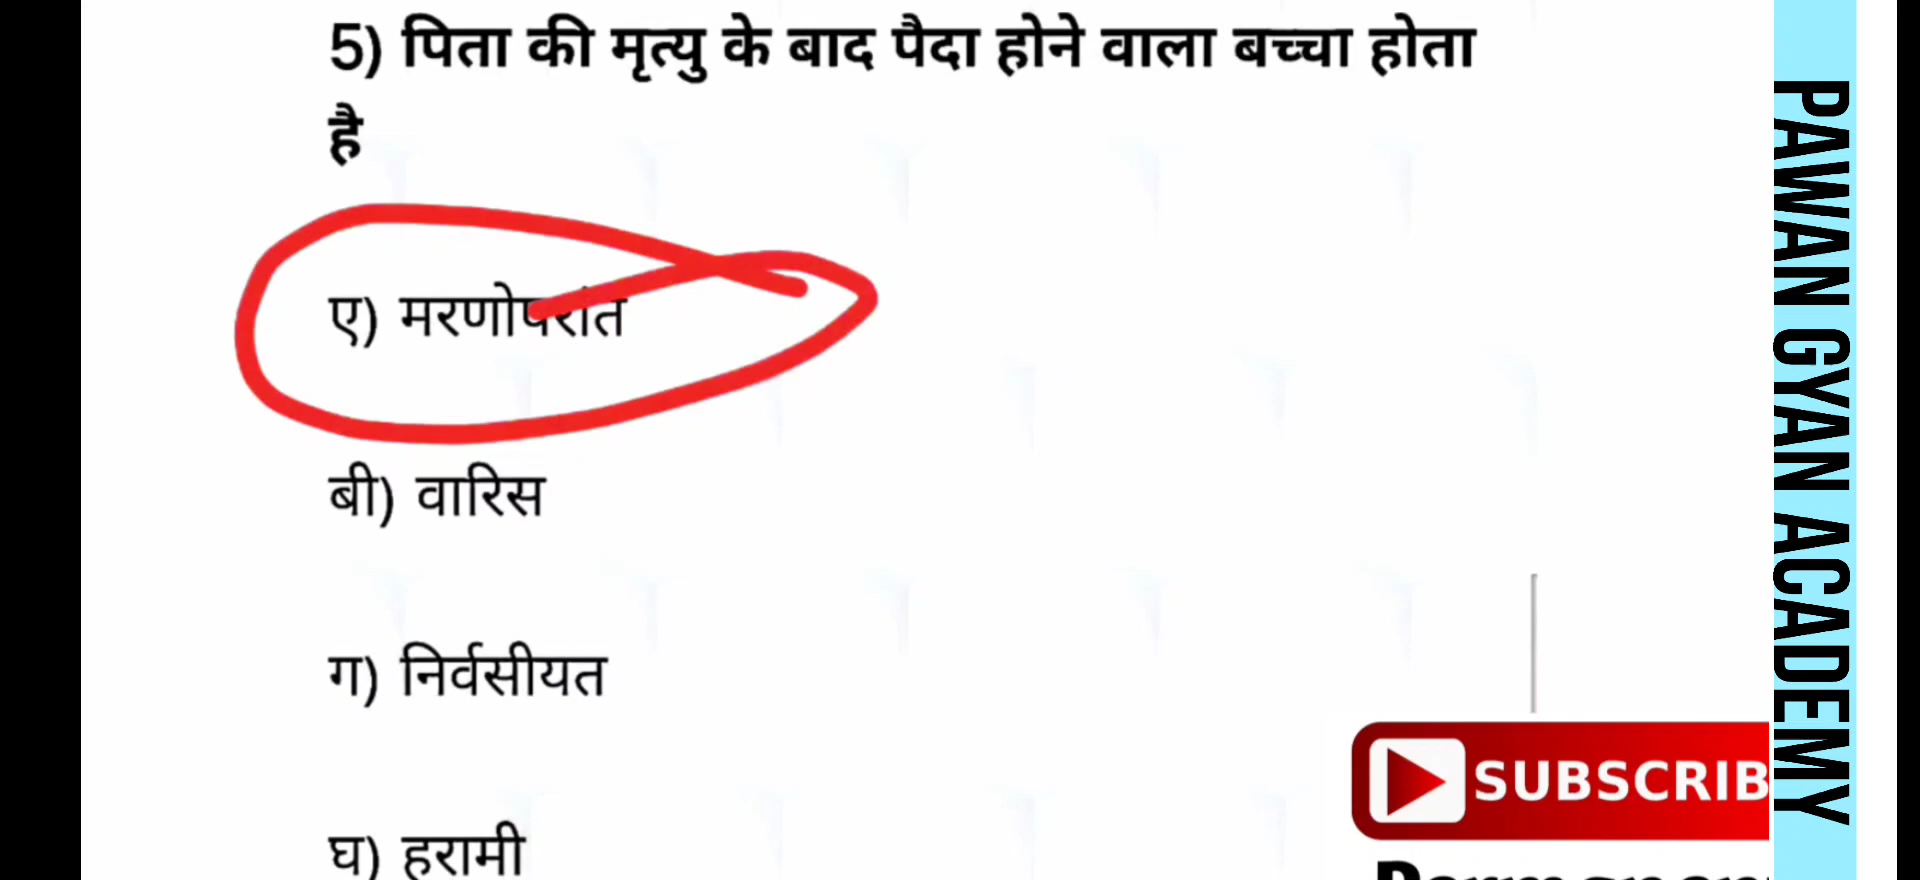 5) पिता की मृत्यु के बाद पैदा होने वाला बच्चा होता
है
ए) मरणोपरांत
बी) वारिस
ग) निर्वसीयत
घ) हरामी
SUBSCRIB
PAWAN GYAN ACADEMY